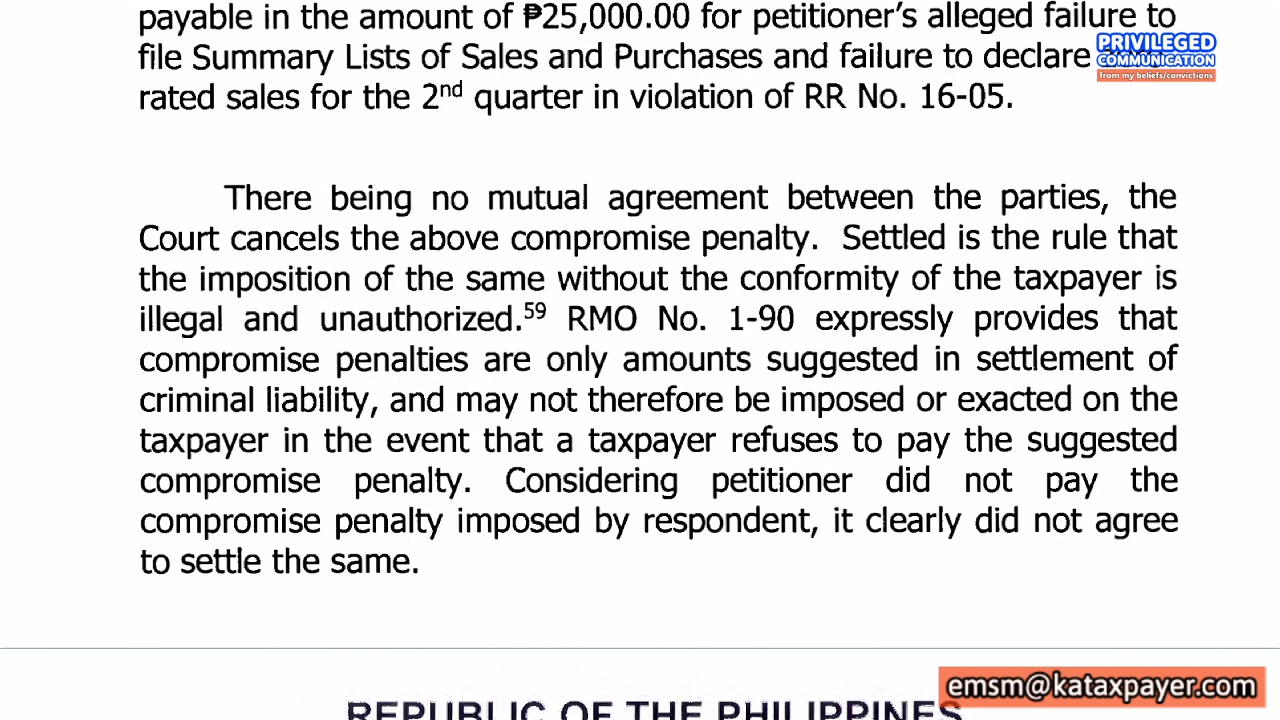 payable in the amount of ₱25,000.00 for petitioner's alleged failure to
file Summary Lists of Sales and Purchases and failure to declare
rated sales for the 2nd quarter in violation of RR No. 16-05.
PRIVILEGED
COMMUNICATION
from my beliefs/convictions
There being no mutual agreement between the parties, the
Court cancels the above compromise penalty. Settled is the rule that
the imposition of the same without the conformity of the taxpayer is
illegal and unauthorized.59 RMO No. 1-90 expressly provides that
compromise penalties are only amounts suggested in settlement of
criminal liability, and may not therefore be imposed or exacted on the
taxpayer in the event that a taxpayer refuses to pay the suggested
compromise penalty. Considering petitioner did not pay the
compromise penalty imposed by respondent, it clearly did not agree
to settle the same.
REPUBLIC OF THE PHILIPPINES
emsm@kataxpayer.com